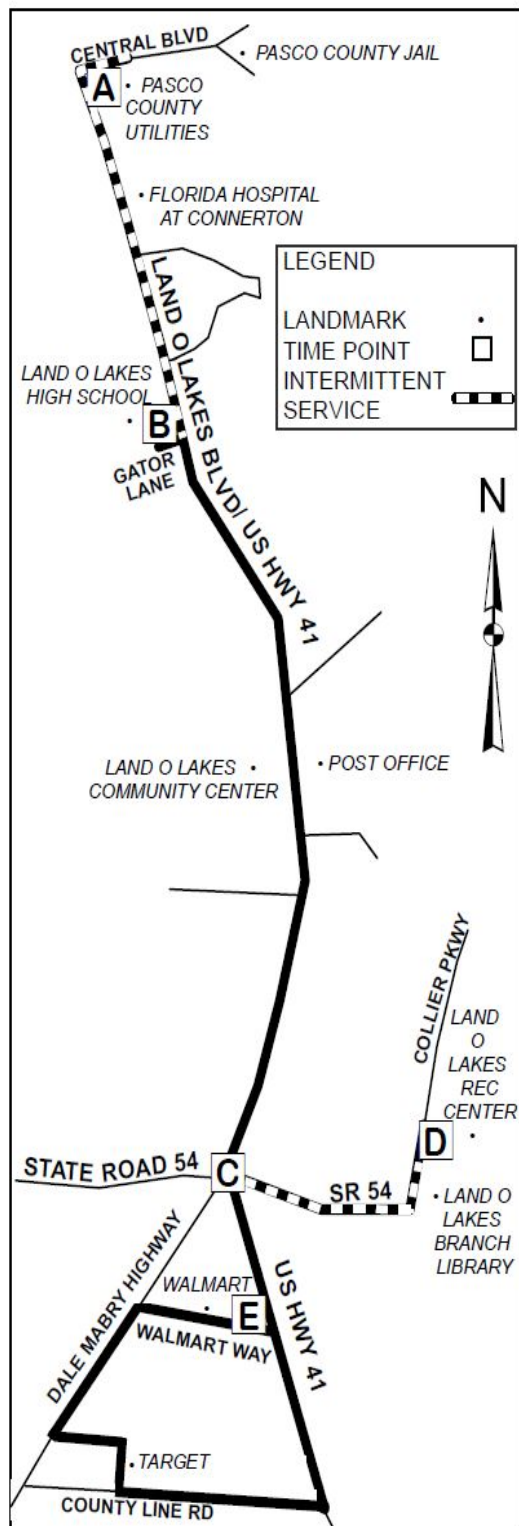 CENTRAL BLVD
• PASCO COUNTY JAIL
A
• PASCO
COUNTY
UTILITIES
• FLORIDA HOSPITAL
AT CONNERTON
LEGEND
LANDMARK •
TIME POINT
INTERMITTENT
SERVICE
LAND O LAKES BLVD/ US HWY 41
LAND O LAKES
HIGH SCHOOL
•
B
GATOR
LANE
N
LAND O LAKES •
COMMUNITY CENTER
• POST OFFICE
COLLIER PKWY
LAND
O
LAKES
REC
CENTER
•
D
STATE ROAD 54
C
SR 54
• LAND O
LAKES
BRANCH
LIBRARY
DALE MABRY HIGHWAY
WALMART
•
E
WALMART WAY
US HWY 41
• TARGET
COUNTY LINE RD